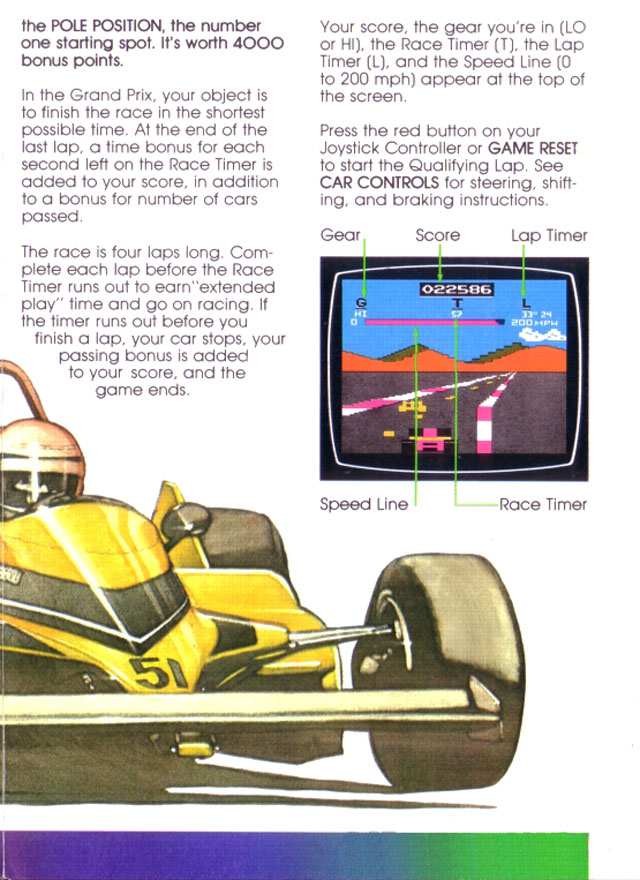 the POLE POSITION, the number
one starting spot. It's worth 4000
bonus points.
In the Grand Prix, your object is
to finish the race in the shortest
possible time. At the end of the
last lap, a time bonus for each
second left on the Race Timer is
added to your score, in addition
to a bonus for number of cars
passed.
The race is four laps long. Com-
plete each lap before the Race
Timer runs out to earn "extended
play" time and go on racing. If
the timer runs out before you
finish a lap, your car stops, your
passing bonus is added
to your score, and the
game ends.
Your score, the gear you're in (LO
or HI), the Race Timer (T), the Lap
Timer (L), and the Speed Line (0
to 200 mph) appear at the top of
the screen.
Press the red button on your
Joystick Controller or GAME RESET
to start the Qualifying Lap. See
CAR CONTROLS for steering, shift-
ing, and braking instructions.
Gear Score Lap Timer
022586
G T L
HI 57 33" 24
0 200MPH
Speed Line Race Timer
51